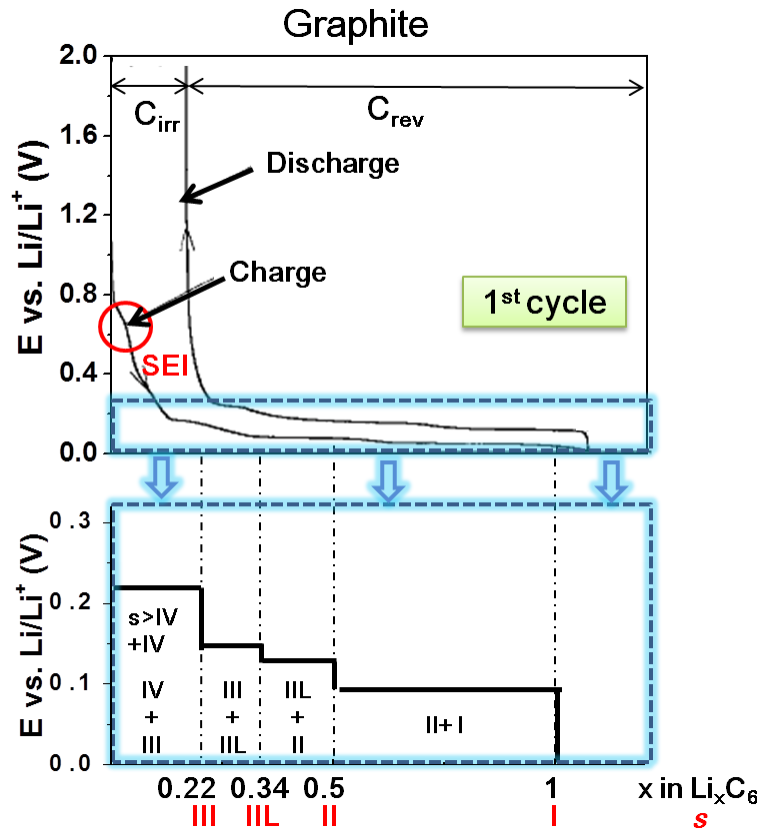 Graphite
2.0
1.6
1.2
0.8
0.4
0.0
E vs. Li/Li⁺ (V)
C_irr
C_rev
Discharge
Charge
1ˢᵗ cycle
SEI
0.3
0.2
0.1
0.0
E vs. Li/Li⁺ (V)
s>IV
+IV
IV
+
III
III
+
IIL
IIL
+
II
II+ I
0.22 0.34 0.5 1 x in LiₓC₆
III IIL II I s